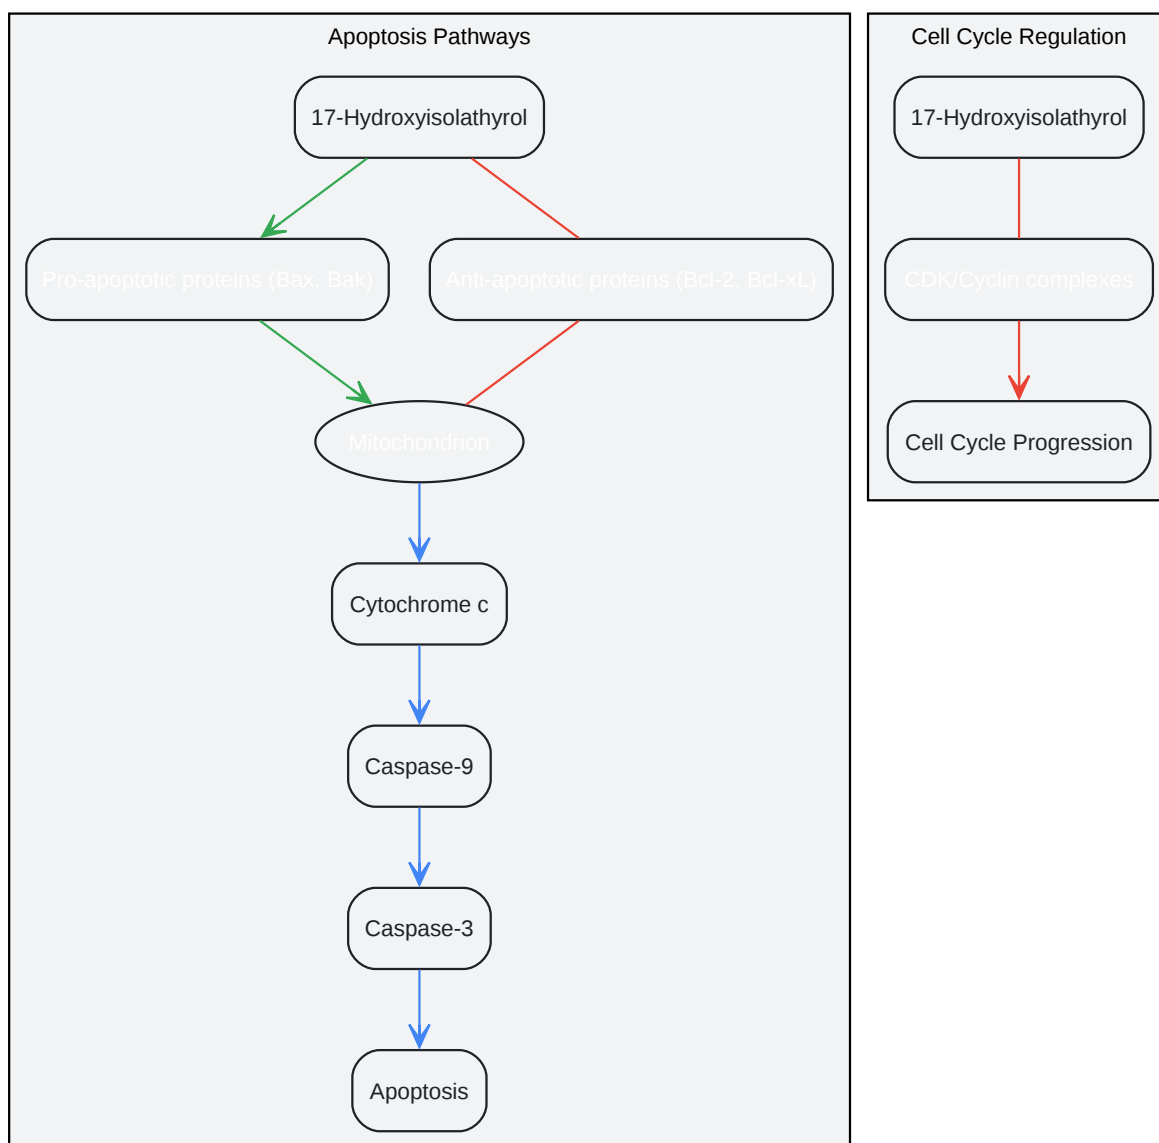 Apoptosis Pathways
17-Hydroxyisolathyrol
Pro-apoptotic proteins (Bax, Bak)
Anti-apoptotic proteins (Bcl-2, Bcl-xL)
Mitochondrion
Cytochrome c
Caspase-9
Caspase-3
Apoptosis
Cell Cycle Regulation
17-Hydroxyisolathyrol
CDK/Cyclin complexes
Cell Cycle Progression